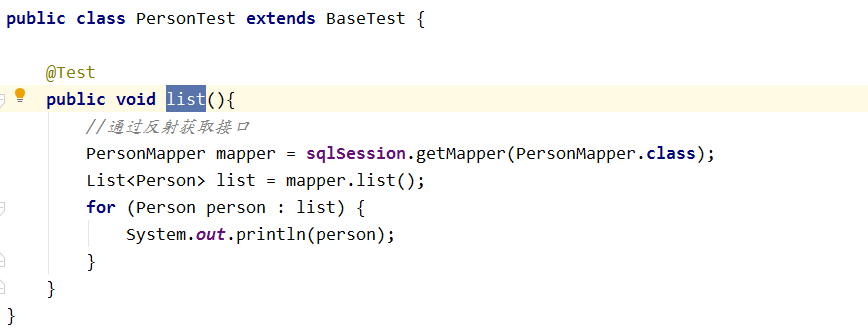 public class PersonTest extends BaseTest {
@Test
public void list(){
//通过反射获取接口
PersonMapper mapper = sqlSession.getMapper(PersonMapper.class);
List<Person> list = mapper.list();
for (Person person : list) {
System.out.println(person);
}
}
}